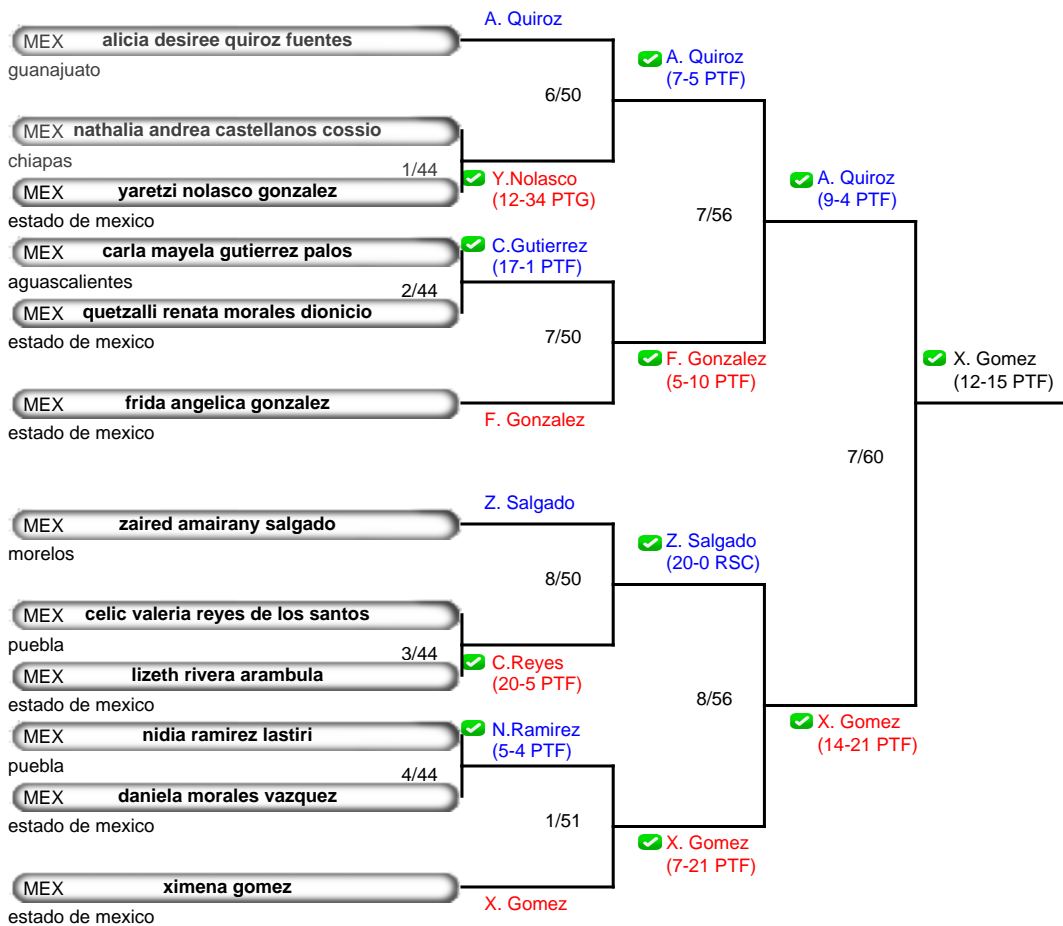 A. Quiroz
MEX alicia desiree quiroz fuentes
guanajuato
A. Quiroz
(7-5 PTF)
6/50
MEX nathalia andrea castellanos cossio
chiapas
1/44
MEX yaretzi nolasco gonzalez
estado de mexico
Y.Nolasco
(12-34 PTG)
A. Quiroz
(9-4 PTF)
7/56
MEX carla mayela gutierrez palos
aguascalientes
C.Gutierrez
(17-1 PTF)
2/44
MEX quetzalli renata morales dionicio
estado de mexico
7/50
F. Gonzalez
(5-10 PTF)
X. Gomez
(12-15 PTF)
MEX frida angelica gonzalez
estado de mexico
F. Gonzalez
7/60
Z. Salgado
MEX zaired amairany salgado
morelos
Z. Salgado
(20-0 RSC)
8/50
MEX celic valeria reyes de los santos
puebla
3/44
MEX lizeth rivera arambula
estado de mexico
C.Reyes
(20-5 PTF)
8/56
MEX nidia ramirez lastiri
puebla
N.Ramirez
(5-4 PTF)
X. Gomez
(14-21 PTF)
4/44
MEX daniela morales vazquez
estado de mexico
1/51
X. Gomez
(7-21 PTF)
MEX ximena gomez
estado de mexico
X. Gomez